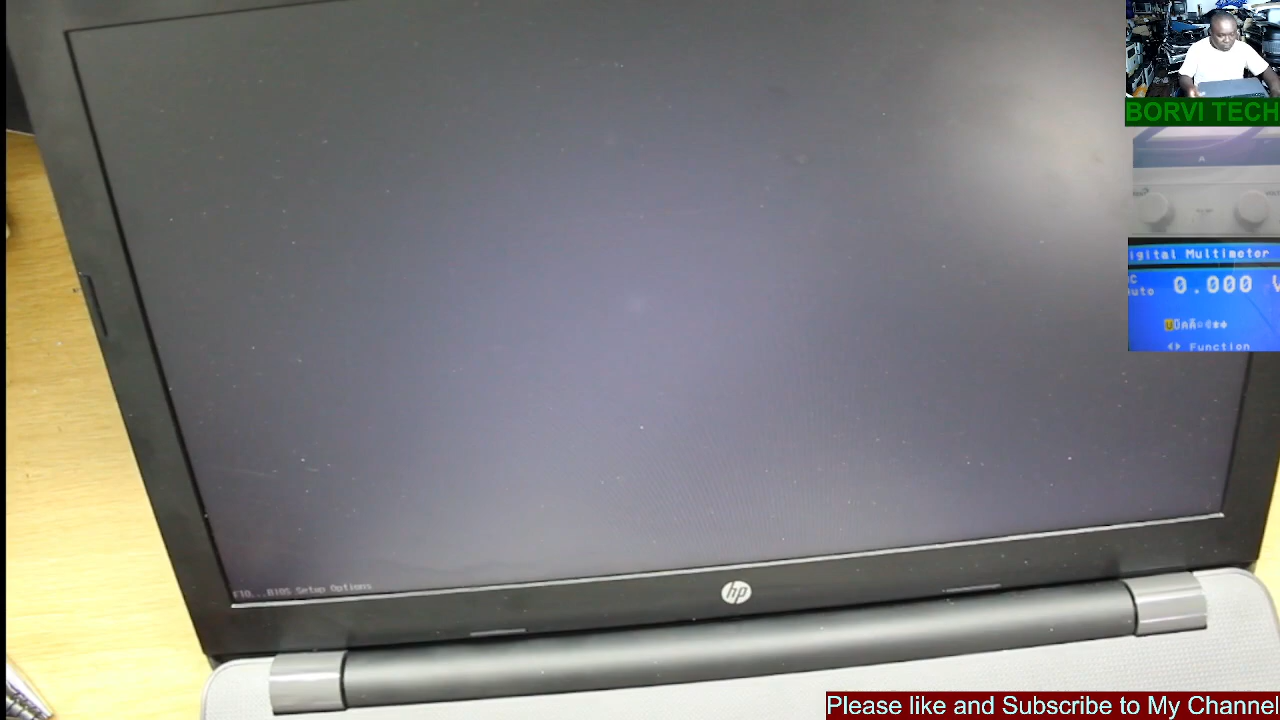 BORVI TECH
A
igital Multimeter
C
uto
0.000 V
Function
F10...BIOS Setup Options
hp
Please like and Subscribe to My Channel